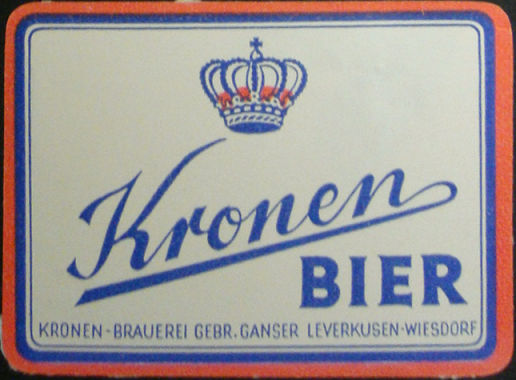 Kronen
BIER
KRONEN-BRAUEREI GEBR. GANSER LEVERKUSEN-WIESDORF